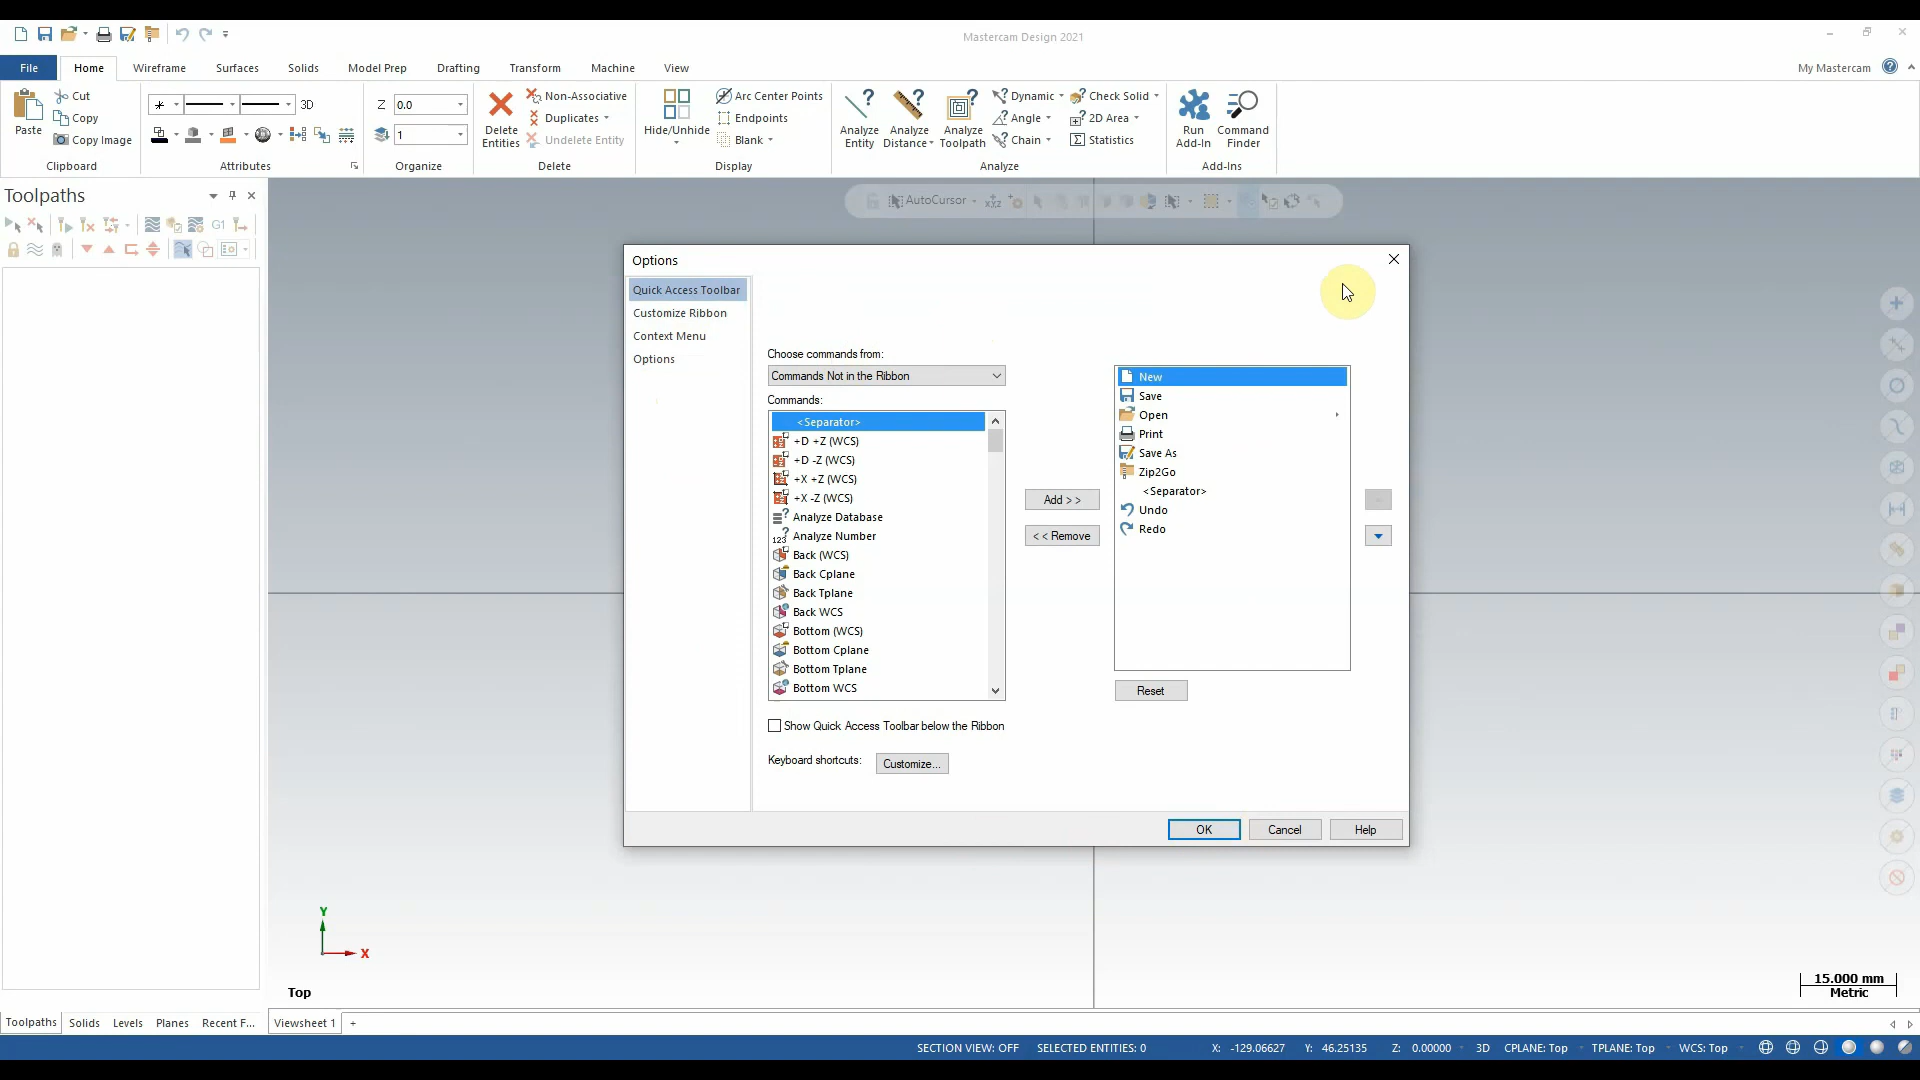 Mastercam Design 2021
File Home Wireframe Surfaces Solids Model Prep Drafting Transform Machine View My Mastercam
Paste
Cut
Copy
Copy Image
Clipboard
3D
Attributes
Z 0.0
1
Organize
Delete
Entities
Non-Associative
Duplicates
Undelete Entity
Delete
Hide/Unhide
Arc Center Points
Endpoints
Blank
Display
Analyze
Entity
Analyze
Distance
Analyze
Toolpath
Dynamic
Angle
Chain
Check Solid
2D Area
Statistics
Analyze
Run
Add-In
Command
Finder
Add-Ins
Toolpaths
G1
AutoCursor
Options
Quick Access Toolbar
Customize Ribbon
Context Menu
Options
Choose commands from:
Commands Not in the Ribbon
Commands:
<Separator>
+D +Z (WCS)
+D -Z (WCS)
+X +Z (WCS)
+X -Z (WCS)
Analyze Database
Analyze Number
Back (WCS)
Back Cplane
Back Tplane
Back WCS
Bottom (WCS)
Bottom Cplane
Bottom Tplane
Bottom WCS
Add >>
<< Remove
New
Save
Open
Print
Save As
Zip2Go
<Separator>
Undo
Redo
Reset
Show Quick Access Toolbar below the Ribbon
Keyboard shortcuts: Customize...
OK Cancel Help
Y
X
Top
15.000 mm
Metric
Toolpaths Solids Levels Planes Recent F... Viewsheet 1 +
SECTION VIEW: OFF SELECTED ENTITIES: 0 X: -129.06627 Y: 46.25135 Z: 0.00000 3D CPLANE: Top TPLANE: Top WCS: Top